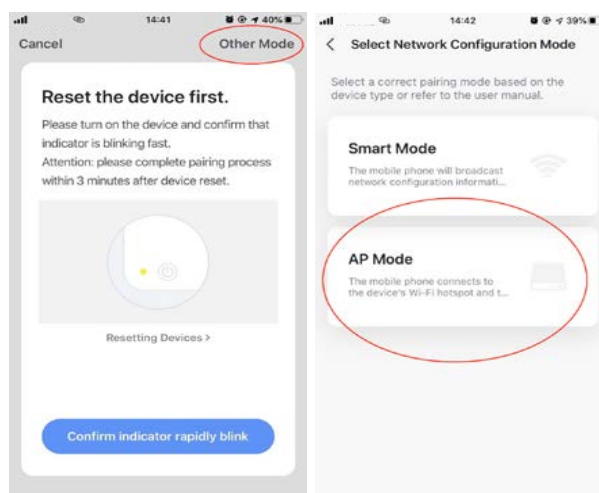 14:41
40%
Cancel
Other Mode
Reset the device first.
Please turn on the device and confirm that
indicator is blinking fast.
Attention: please complete pairing process
within 3 minutes after device reset.
Resetting Devices >
Confirm indicator rapidly blink
14:42
39%
< Select Network Configuration Mode
Select a correct pairing mode based on the
device type or refer to the user manual.
Smart Mode
The mobile phone will broadcast
network configuration informati...
AP Mode
The mobile phone connects to
the device's Wi-Fi hotspot and t...